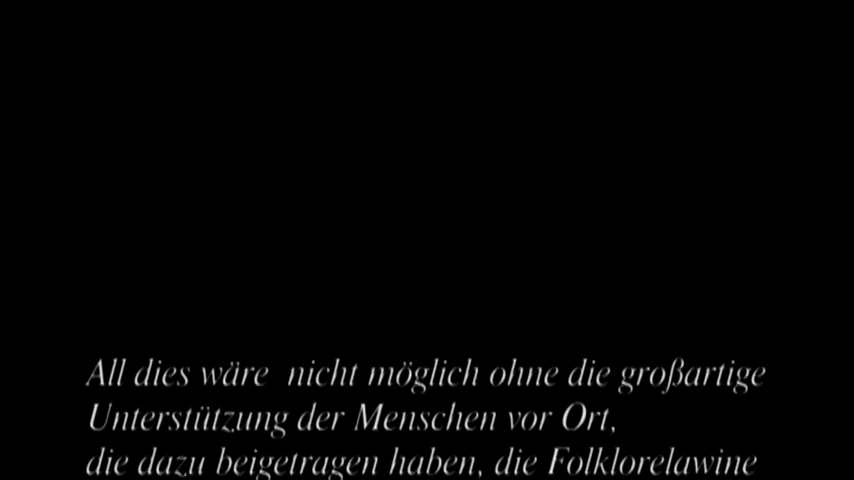 All dies wäre  nicht möglich ohne die großartige
Unterstützung der Menschen vor Ort,
die dazu beigetragen haben, die Folklorelawine